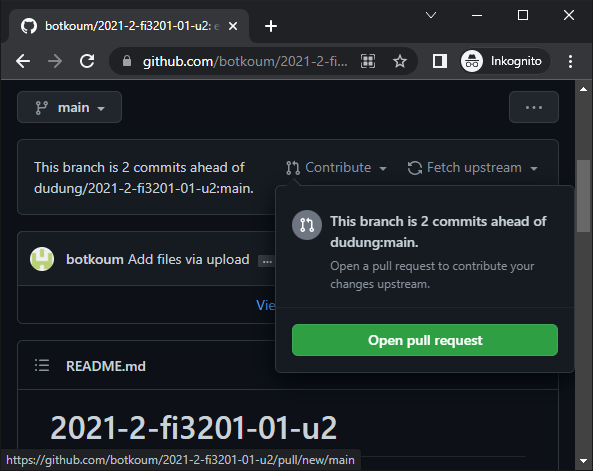 botkoum/2021-2-fi3201-01-u2: e
github.com/botkoum/2021-2-fi...
Inkognito
main
...
This branch is 2 commits ahead of
dudung/2021-2-fi3201-01-u2:main.
Contribute
Fetch upstream
This branch is 2 commits ahead of
dudung:main.
Open a pull request to contribute your
changes upstream.
Open pull request
botkoum Add files via upload ...
Vie
README.md
2021-2-fi3201-01-u2
https://github.com/botkoum/2021-2-fi3201-01-u2/pull/new/main